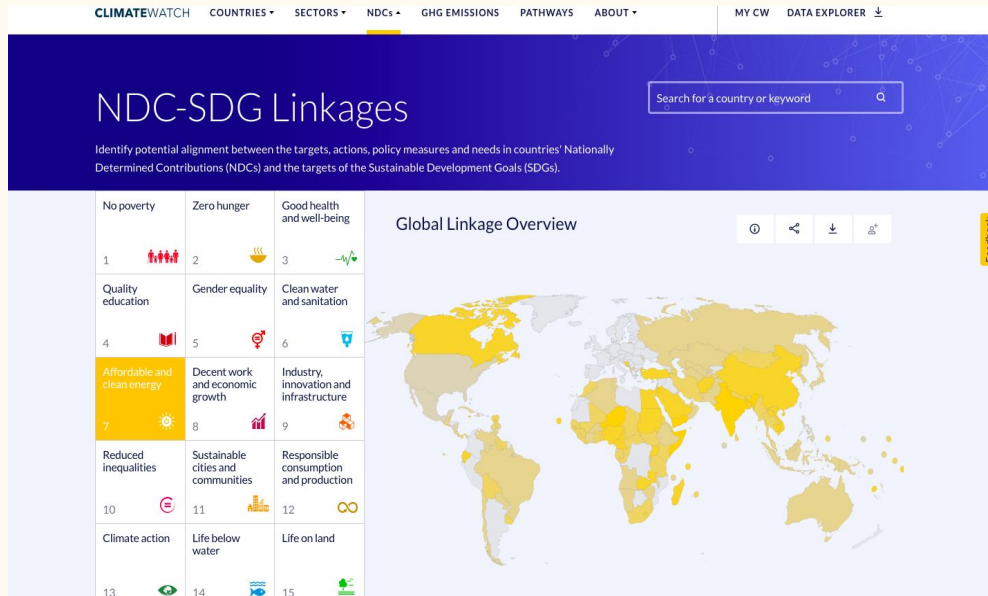 CLIMATEWATCH COUNTRIES SECTORS NDCs GHG EMISSIONS PATHWAYS ABOUT MY CW DATA EXPLORER
NDC-SDG Linkages
Search for a country or keyword
Identify potential alignment between the targets, actions, policy measures and needs in countries' Nationally
Determined Contributions (NDCs) and the targets of the Sustainable Development Goals (SDGs).
No poverty
1
Zero hunger
2
Good health
and well-being
3
Global Linkage Overview
Feedback
Quality
education
4
Gender equality
5
Clean water
and sanitation
6
Affordable and
clean energy
7
Decent work
and economic
growth
8
Industry,
innovation and
infrastructure
9
Reduced
inequalities
10
Sustainable
cities and
communities
11
Responsible
consumption
and production
12
Climate action
13
Life below
water
14
Life on land
15